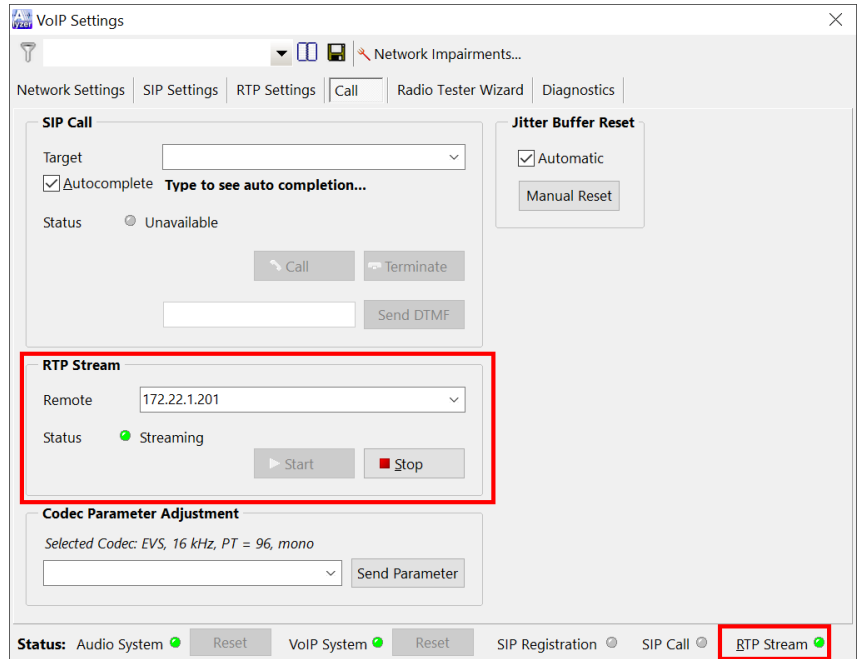 VoIP Settings
Network Impairments...
Network Settings SIP Settings RTP Settings Call Radio Tester Wizard Diagnostics
SIP Call
Target
Autocomplete Type to see auto completion...
Status Unavailable
Call Terminate
Send DTMF
Jitter Buffer Reset
Automatic
Manual Reset
RTP Stream
Remote 172.22.1.201
Status Streaming
Start Stop
Codec Parameter Adjustment
Selected Codec: EVS, 16 kHz, PT = 96, mono
Send Parameter
Status: Audio System Reset VoIP System Reset SIP Registration SIP Call RTP Stream